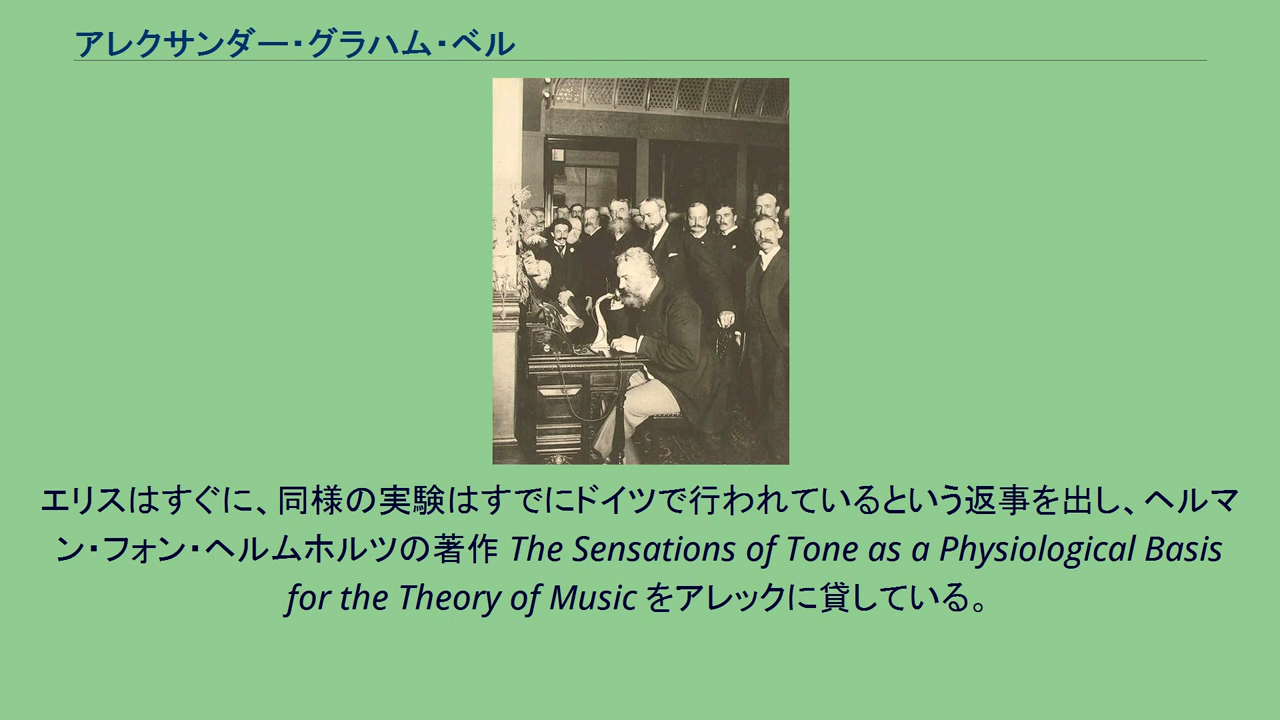 アレクサンダー・グラハム・ベル
エリスはすぐに、同様の実験はすでにドイツで行われているという返事を出し、ヘルマ
ン・フォン・ヘルムホルツの著作 The Sensations of Tone as a Physiological Basis
for the Theory of Music をアレックに貸している。